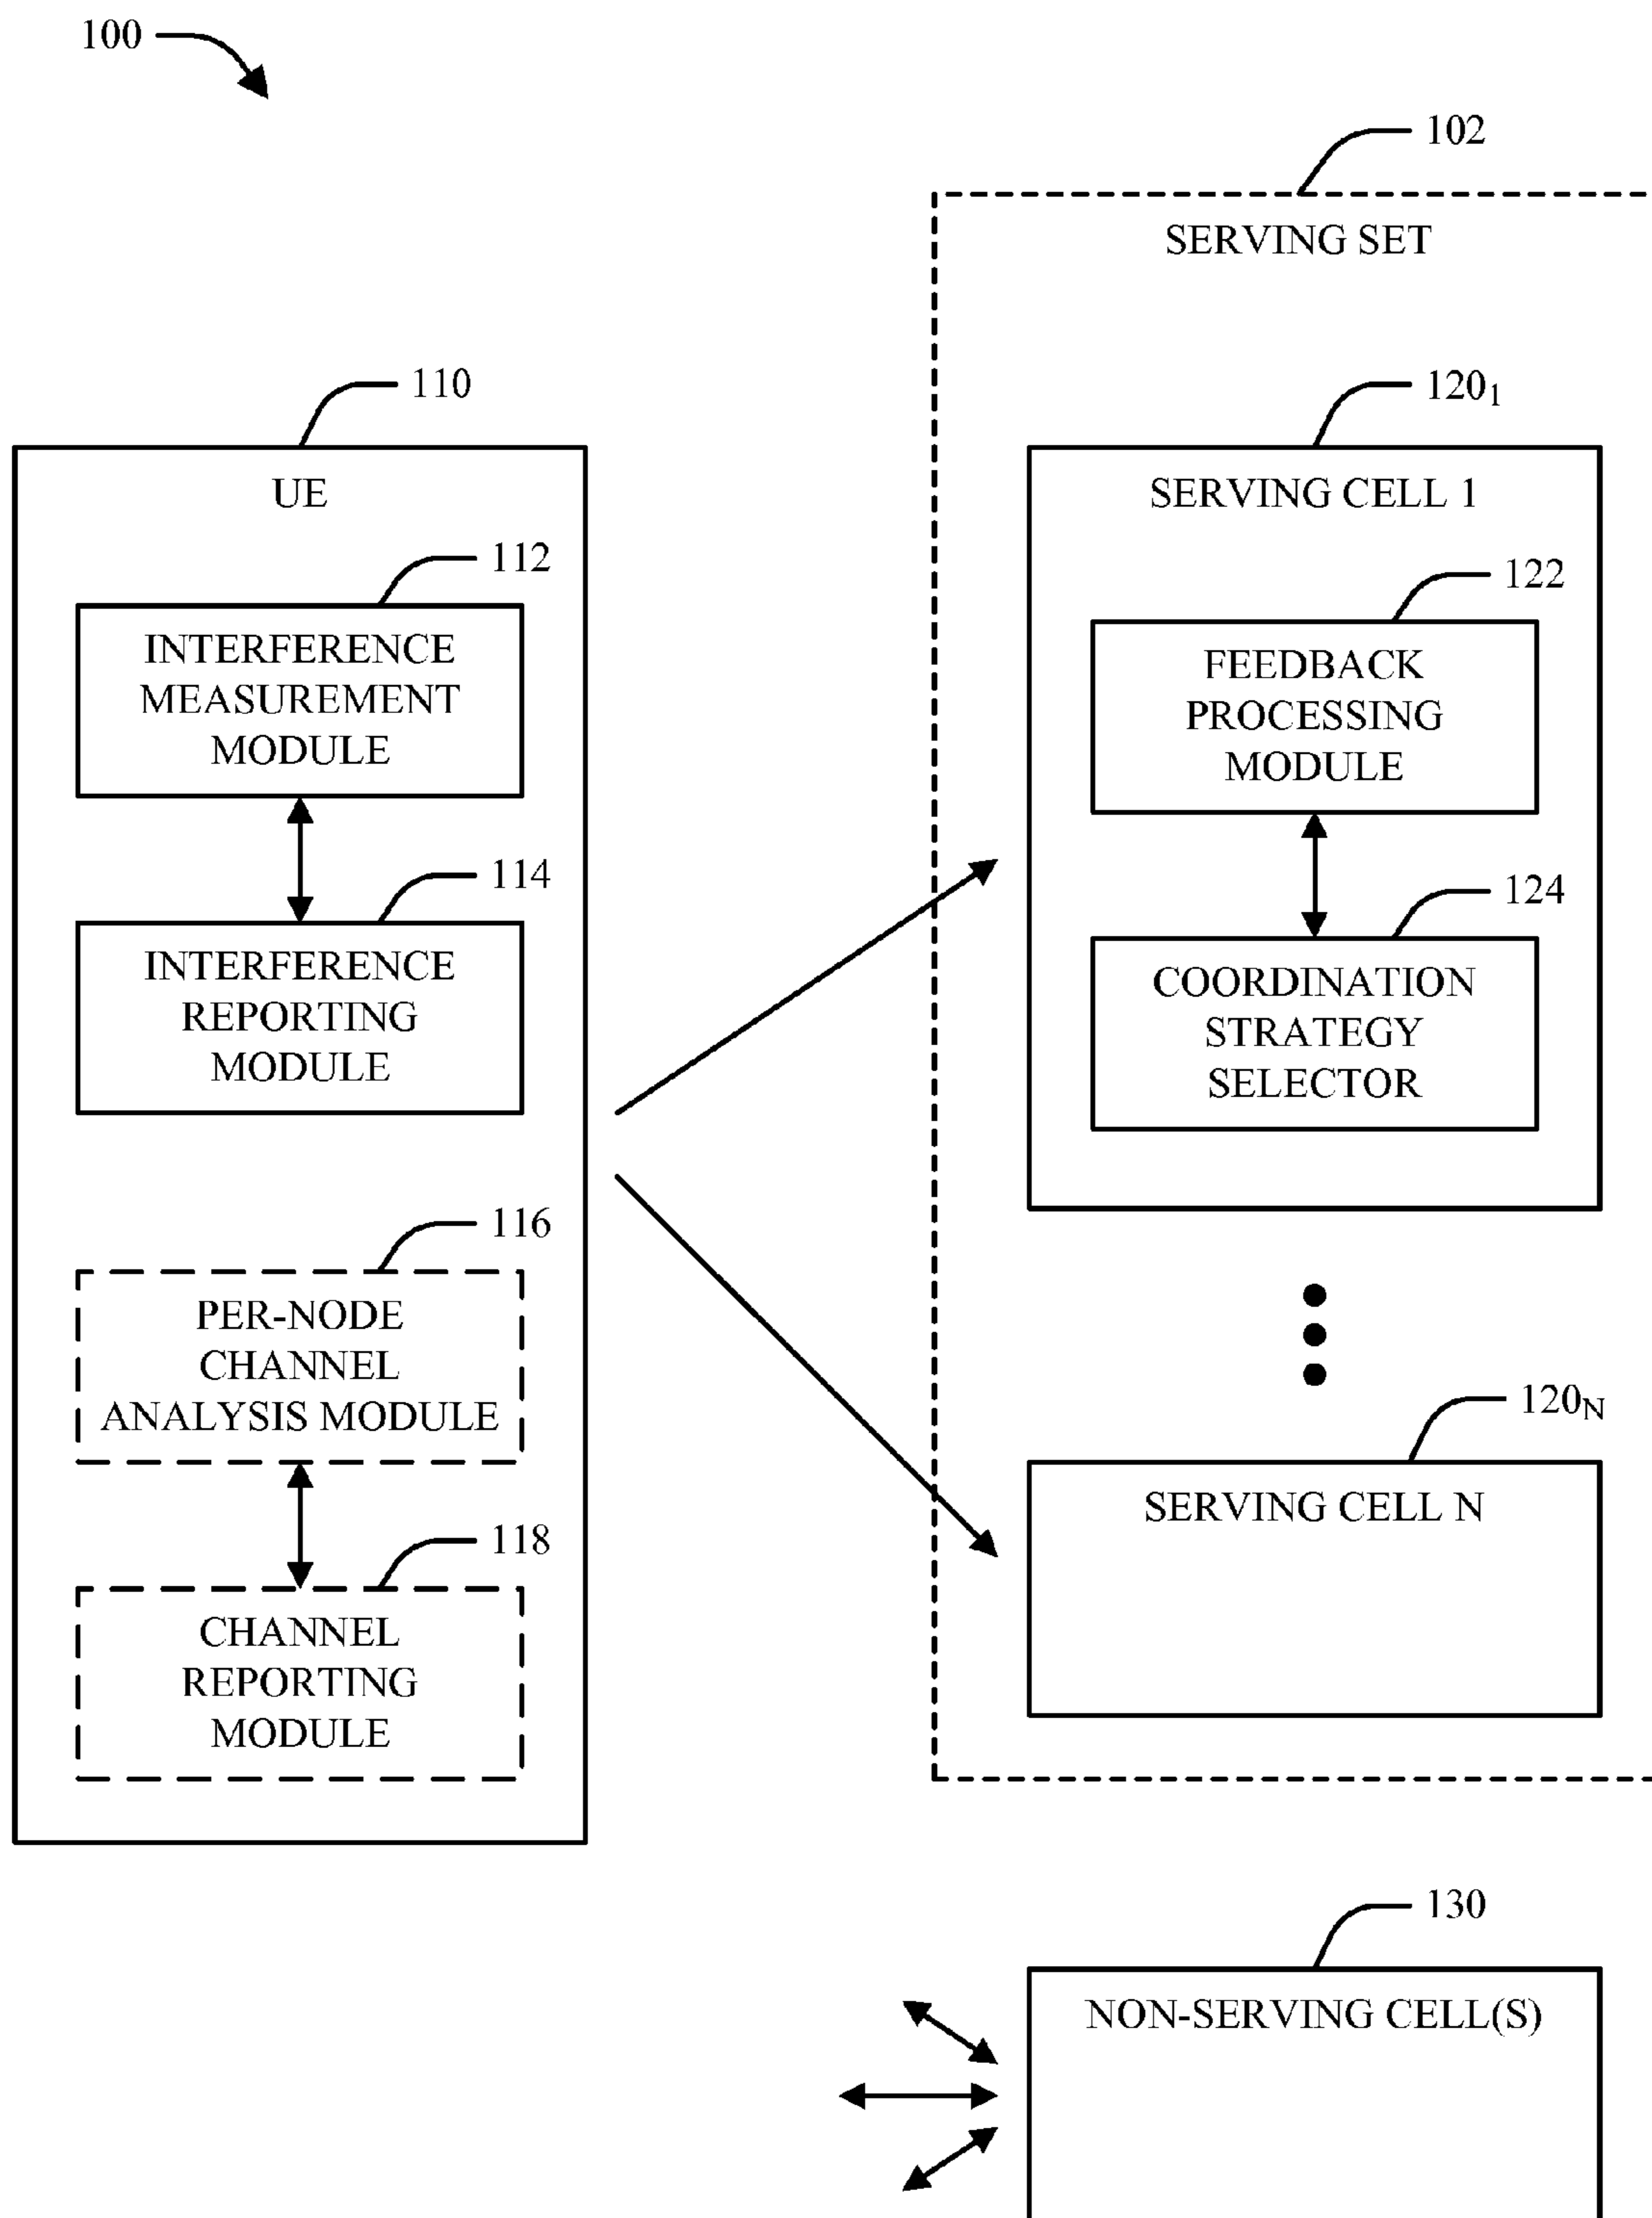 100
102
SERVING SET
110
UE
112
INTERFERENCE
MEASUREMENT
MODULE
114
INTERFERENCE
REPORTING
MODULE
116
PER-NODE
CHANNEL
ANALYSIS MODULE
118
CHANNEL
REPORTING
MODULE
120₁
SERVING CELL 1
122
FEEDBACK
PROCESSING
MODULE
124
COORDINATION
STRATEGY
SELECTOR
120N
SERVING CELL N
130
NON-SERVING CELL(S)